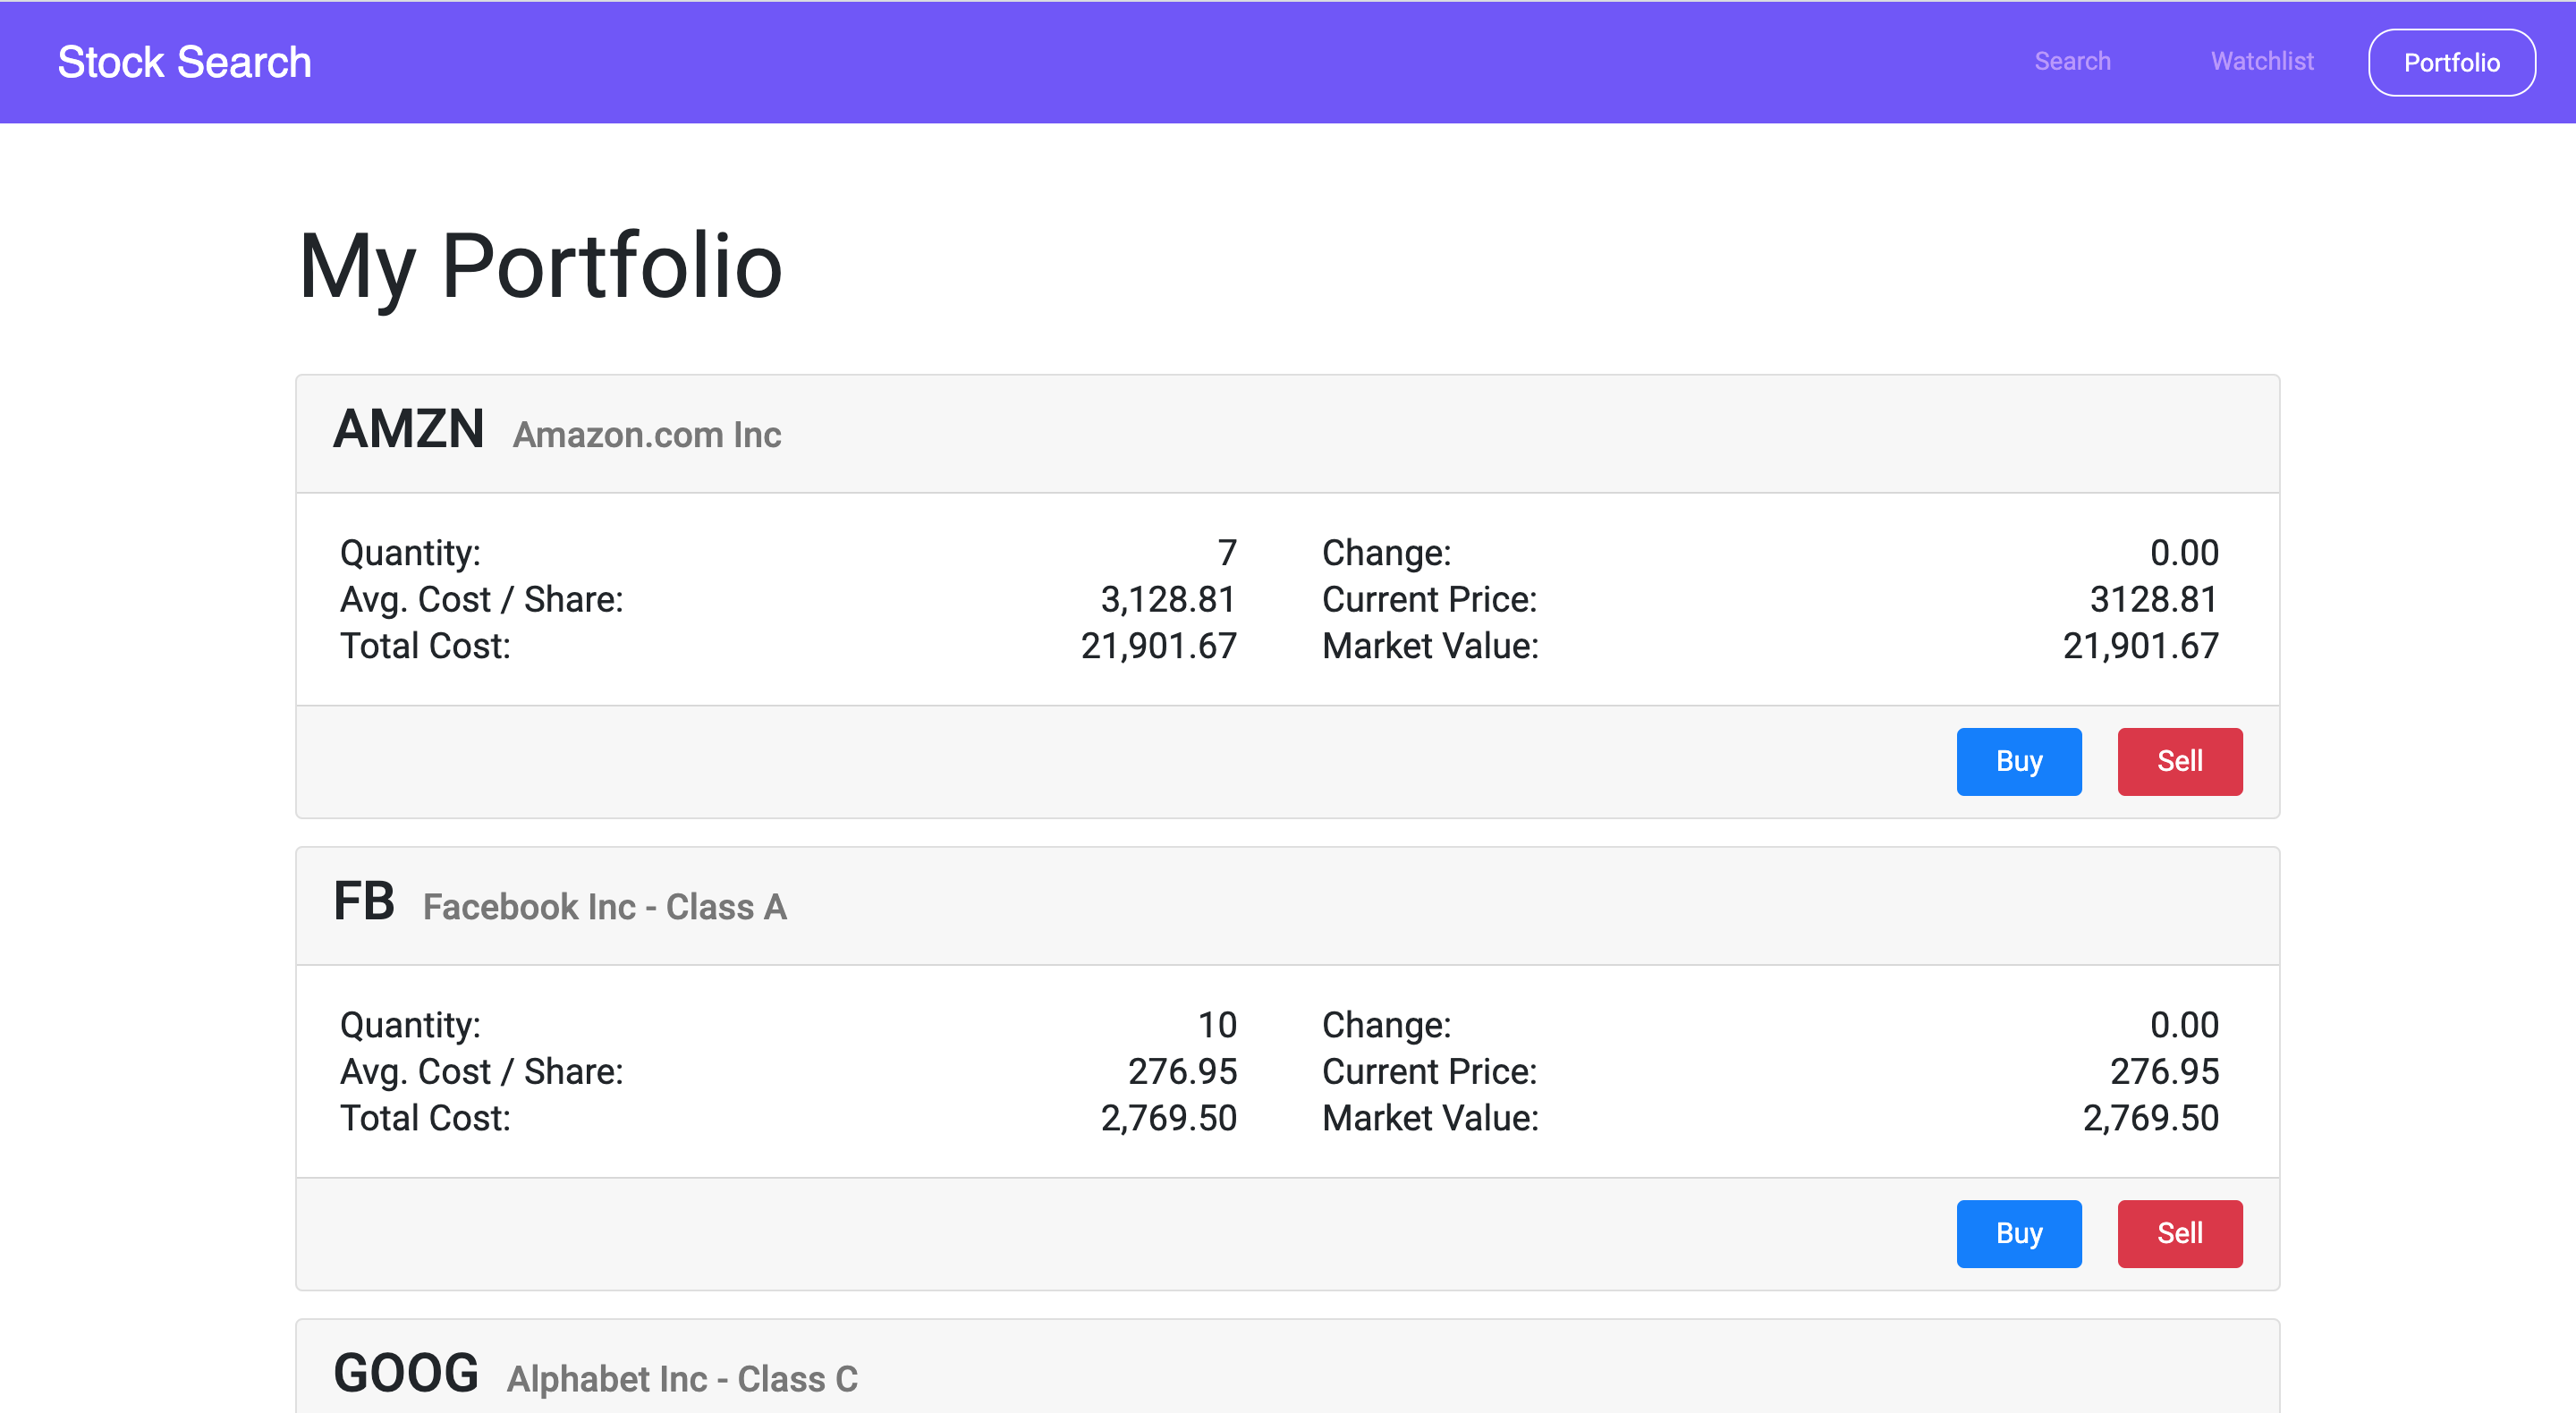 Stock Search Search Watchlist Portfolio
My Portfolio
AMZN Amazon.com Inc
Quantity: 7 Change: 0.00
Avg. Cost / Share: 3,128.81 Current Price: 3128.81
Total Cost: 21,901.67 Market Value: 21,901.67
Buy Sell
FB Facebook Inc - Class A
Quantity: 10 Change: 0.00
Avg. Cost / Share: 276.95 Current Price: 276.95
Total Cost: 2,769.50 Market Value: 2,769.50
Buy Sell
GOOG Alphabet Inc - Class C